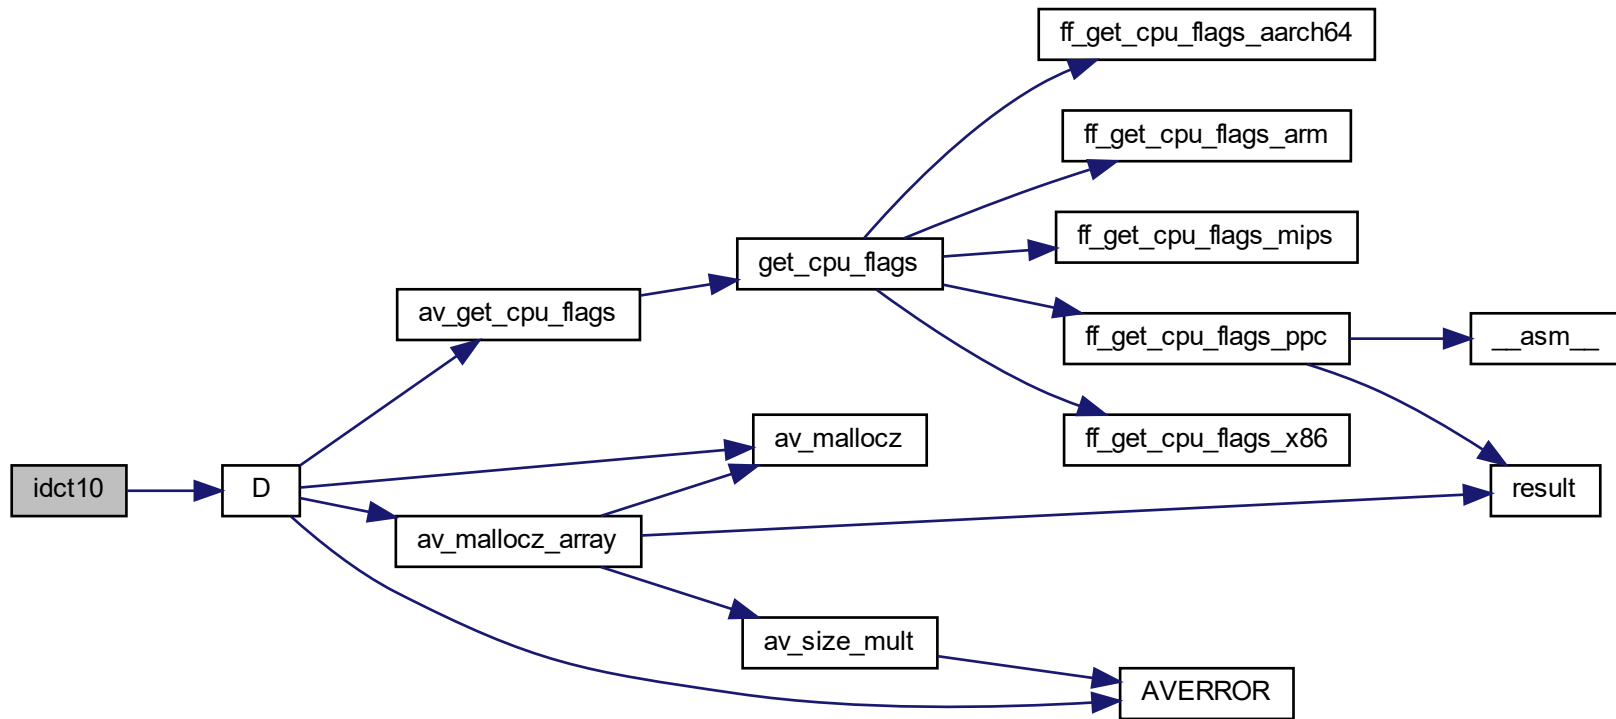 ff_get_cpu_flags_aarch64
ff_get_cpu_flags_arm
ff_get_cpu_flags_mips
get_cpu_flags
av_get_cpu_flags
ff_get_cpu_flags_ppc
__asm__
av_mallocz
ff_get_cpu_flags_x86
idct10
D
result
av_mallocz_array
av_size_mult
AVERROR